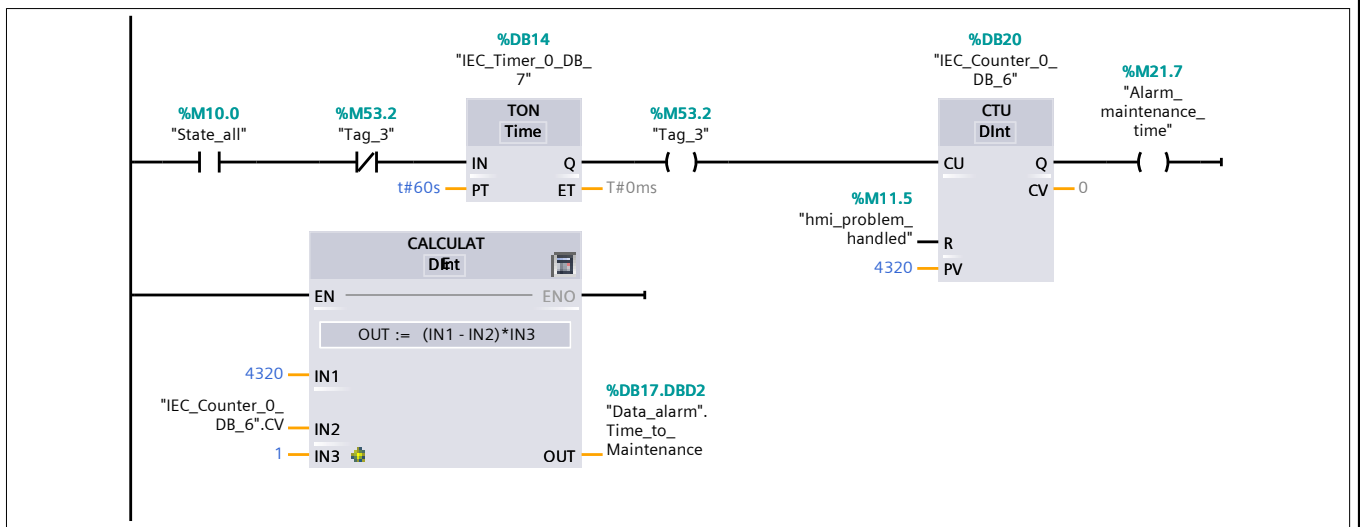 %DB14
"IEC_Timer_0_DB_
7"
%DB20
"IEC_Counter_0_
DB_6"
%M21.7
"Alarm_
maintenance_
time"
%M10.0
"State_all"
%M53.2
"Tag_3"
TON
Time
%M53.2
"Tag_3"
CTU
DInt
IN
Q
CU
Q
t#60s
PT
ET
T#0ms
CV
0
%M11.5
"hmi_problem_
handled"
R
4320
PV
CALCULAT
E
DInt
EN
ENO
OUT := (IN1 - IN2)*IN3
4320
IN1
"IEC_Counter_0_
DB_6".CV
IN2
1
IN3
OUT
%DB17.DBD2
"Data_alarm".
Time_to_
Maintenance